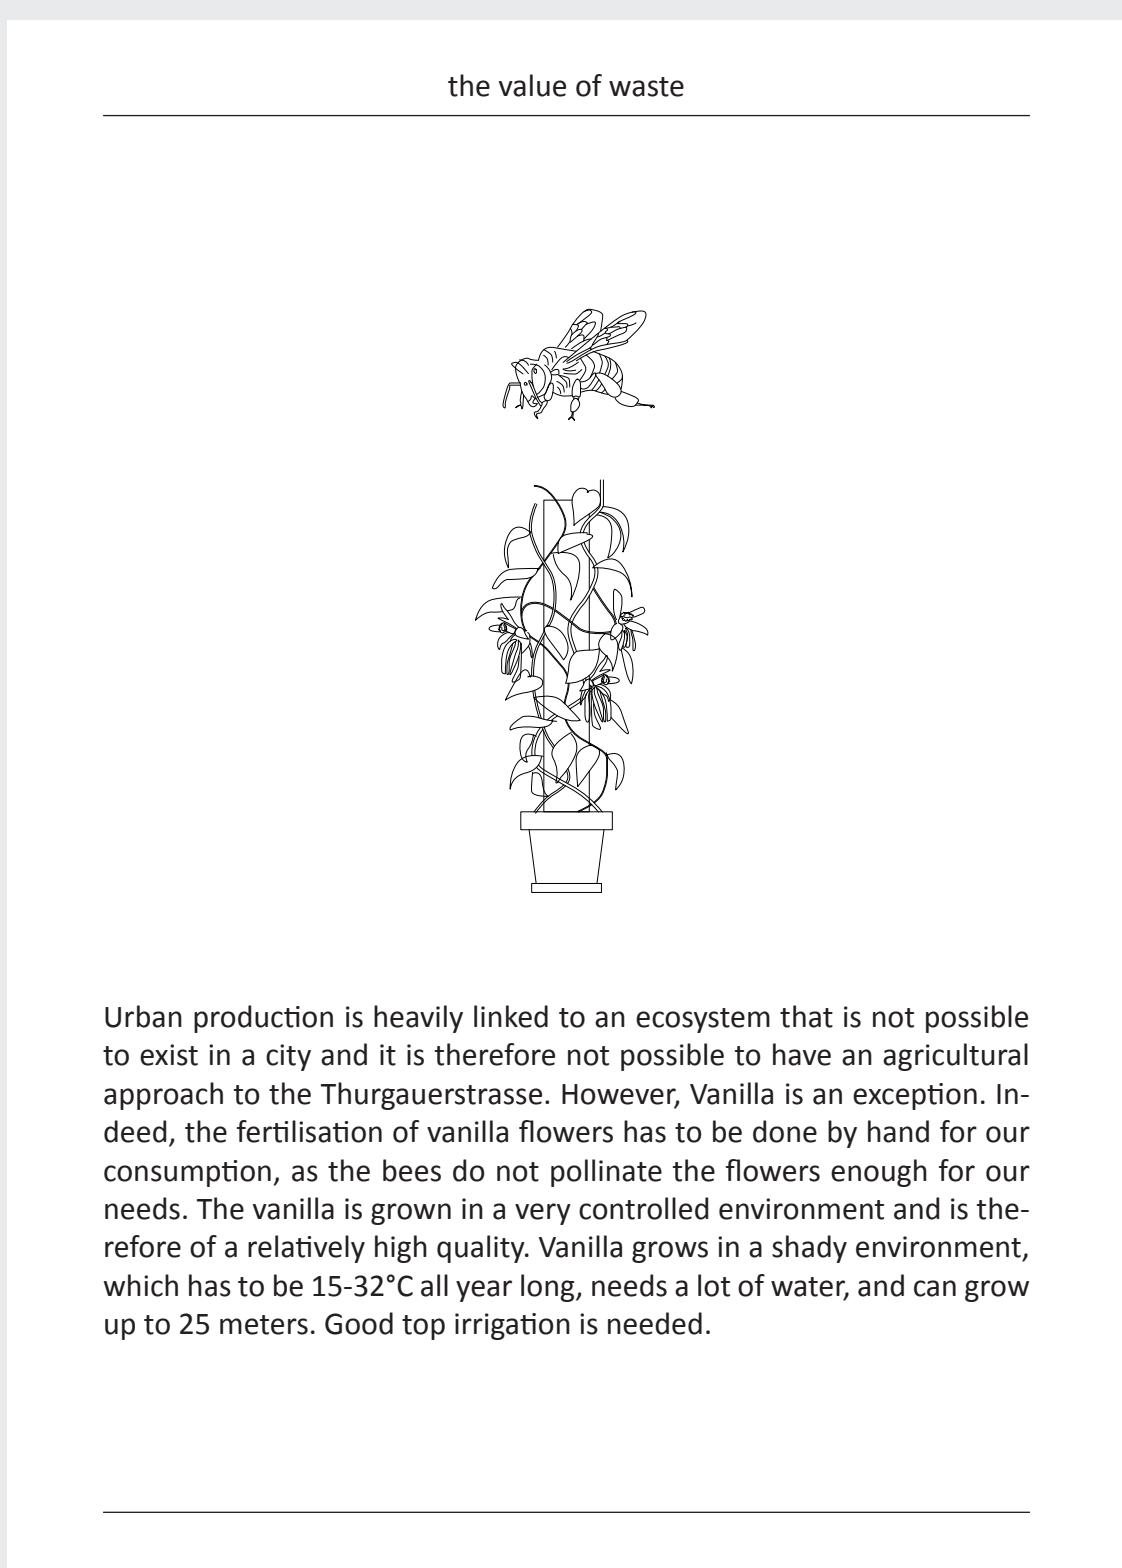 the value of waste
Urban production is heavily linked to an ecosystem that is not possible
to exist in a city and it is therefore not possible to have an agricultural
approach to the Thurgauerstrasse. However, Vanilla is an exception. In-
deed, the fertilisation of vanilla flowers has to be done by hand for our
consumption, as the bees do not pollinate the flowers enough for our
needs. The vanilla is grown in a very controlled environment and is the-
refore of a relatively high quality. Vanilla grows in a shady environment,
which has to be 15-32°C all year long, needs a lot of water, and can grow
up to 25 meters. Good top irrigation is needed.